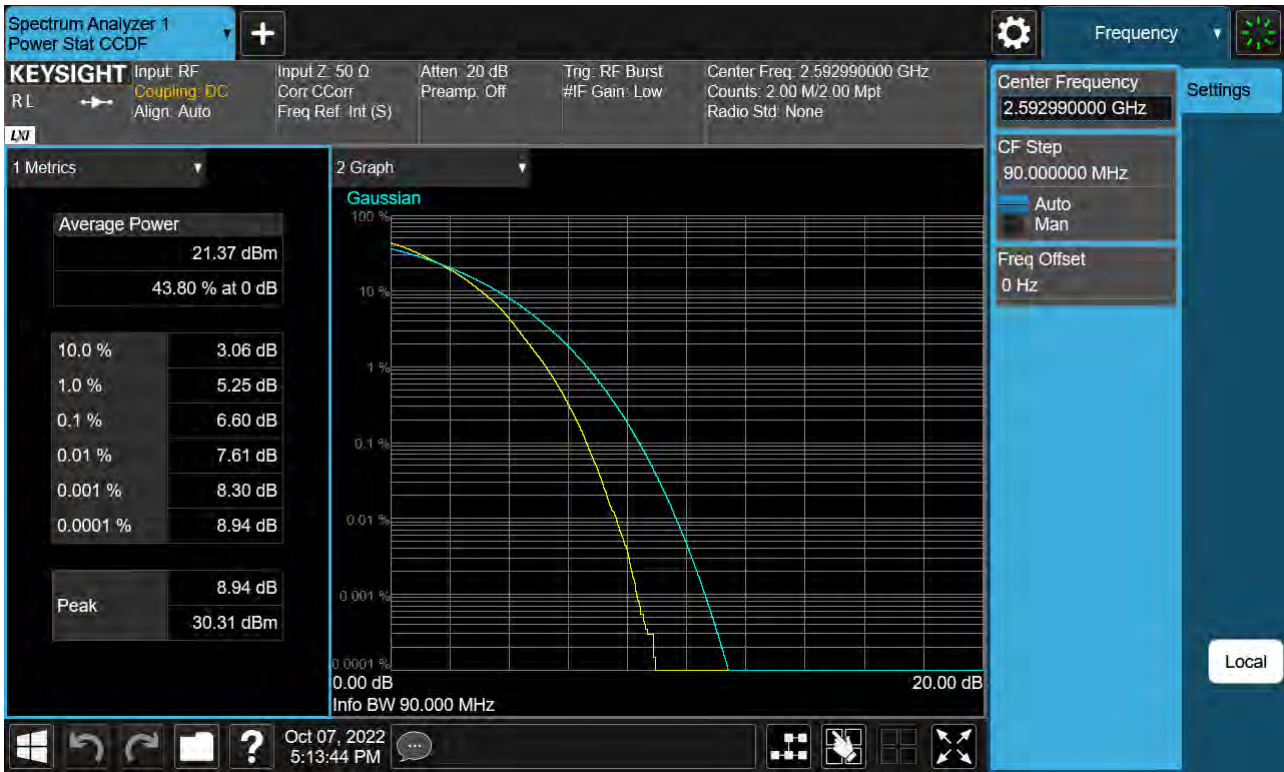 Spectrum Analyzer 1
Power Stat CCDF
▼
+
Frequency
▼
KEYSIGHT
RL
LXI
Input: RF
Coupling: DC
Align: Auto
Input Z: 50 Ω
Corr CCorr
Freq Ref: Int (S)
Atten: 20 dB
Preamp: Off
Trig: RF Burst
#IF Gain: Low
Center Freq: 2.592990000 GHz
Counts: 2.00 M/2.00 Mpt
Radio Std: None
Center Frequency
2.592990000 GHz
Settings
CF Step
90.000000 MHz
Auto
Man
Freq Offset
0 Hz
Local
1 Metrics
▼
Average Power
21.37 dBm
43.80 % at 0 dB
10.0 % 3.06 dB
1.0 % 5.25 dB
0.1 % 6.60 dB
0.01 % 7.61 dB
0.001 % 8.30 dB
0.0001 % 8.94 dB
Peak
8.94 dB
30.31 dBm
2 Graph
▼
Gaussian
100 %
10 %
1 %
0.1 %
0.01 %
0.001 %
0.0001 %
0.00 dB 20.00 dB
Info BW 90.000 MHz
?
Oct 07, 2022
5:13:44 PM